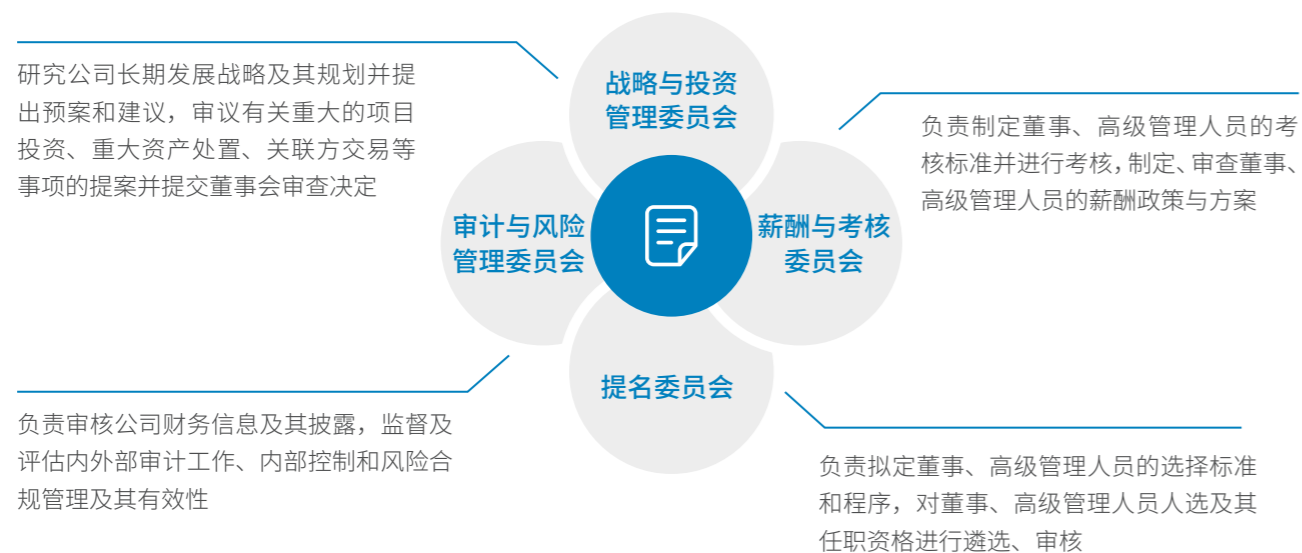 研究公司长期发展战略及其规划并提
出预案和建议，审议有关重大的项目
投资、重大资产处置、关联方交易等
事项的提案并提交董事会审查决定
战略与投资
管理委员会
负责制定董事、高级管理人员的考
核标准并进行考核，制定、审查董事、
高级管理人员的薪酬政策与方案
审计与风险
管理委员会
薪酬与考核
委员会
提名委员会
负责审核公司财务信息及其披露，监督及
评估内外部审计工作、内部控制和风险合
规管理及其有效性
负责拟定董事、高级管理人员的选择标准
和程序，对董事、高级管理人员人选及其
任职资格进行遴选、审核